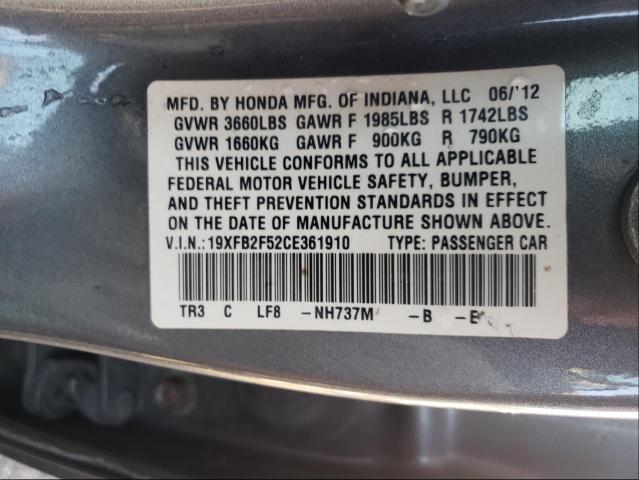 MFD. BY HONDA MFG. OF INDIANA, LLC 06/12
GVWR 3660LBS GAWR F 1985LBS R 1742LBS
GVWR 1660KG GAWR F 900KG R 790KG
THIS VEHICLE CONFORMS TO ALL APPLICABLE
FEDERAL MOTOR VEHICLE SAFETY, BUMPER,
AND THEFT PREVENTION STANDARDS IN EFFECT
ON THE DATE OF MANUFACTURE SHOWN ABOVE.
V.I.N.:19XFB2F52CE361910 TYPE: PASSENGER CAR
TR3 C LF8 -NH737M -B -E